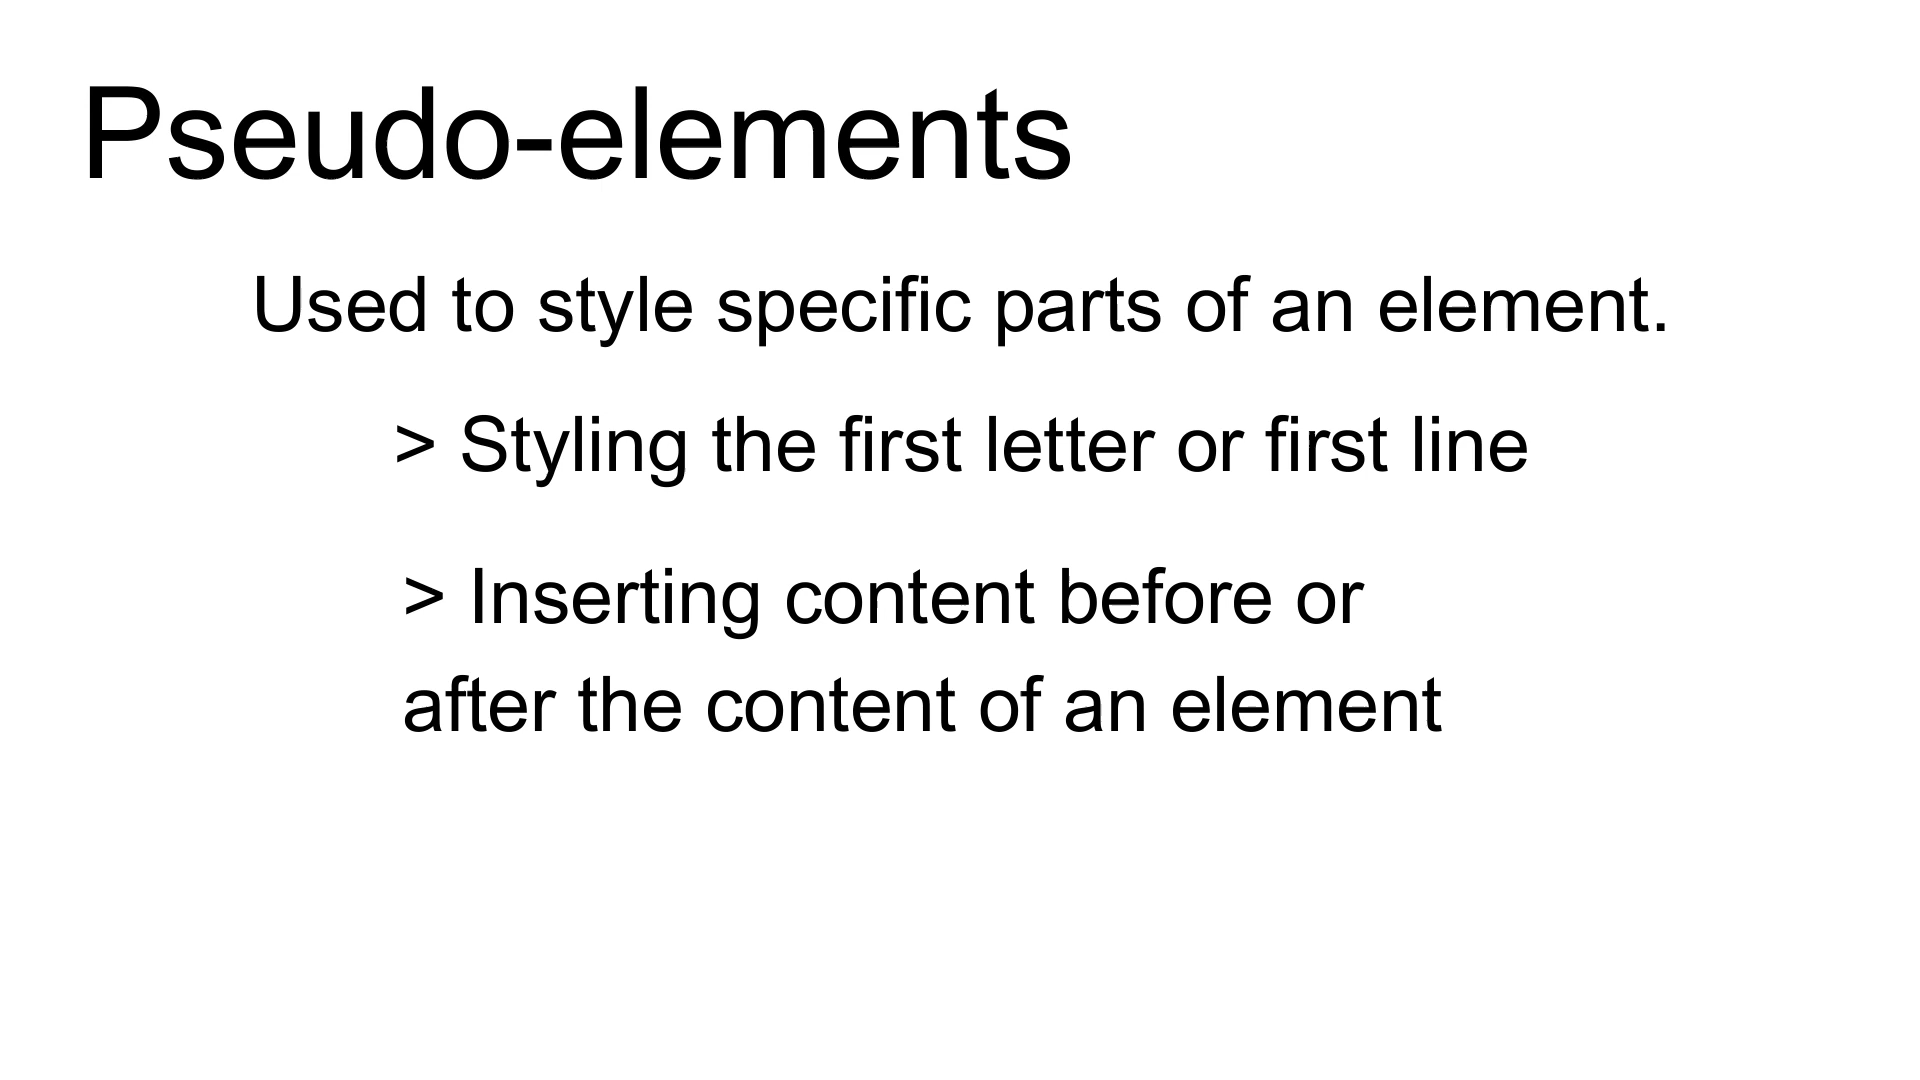 Pseudo-elements
Used to style specific parts of an element.
> Styling the first letter or first line
> Inserting content before or
after the content of an element